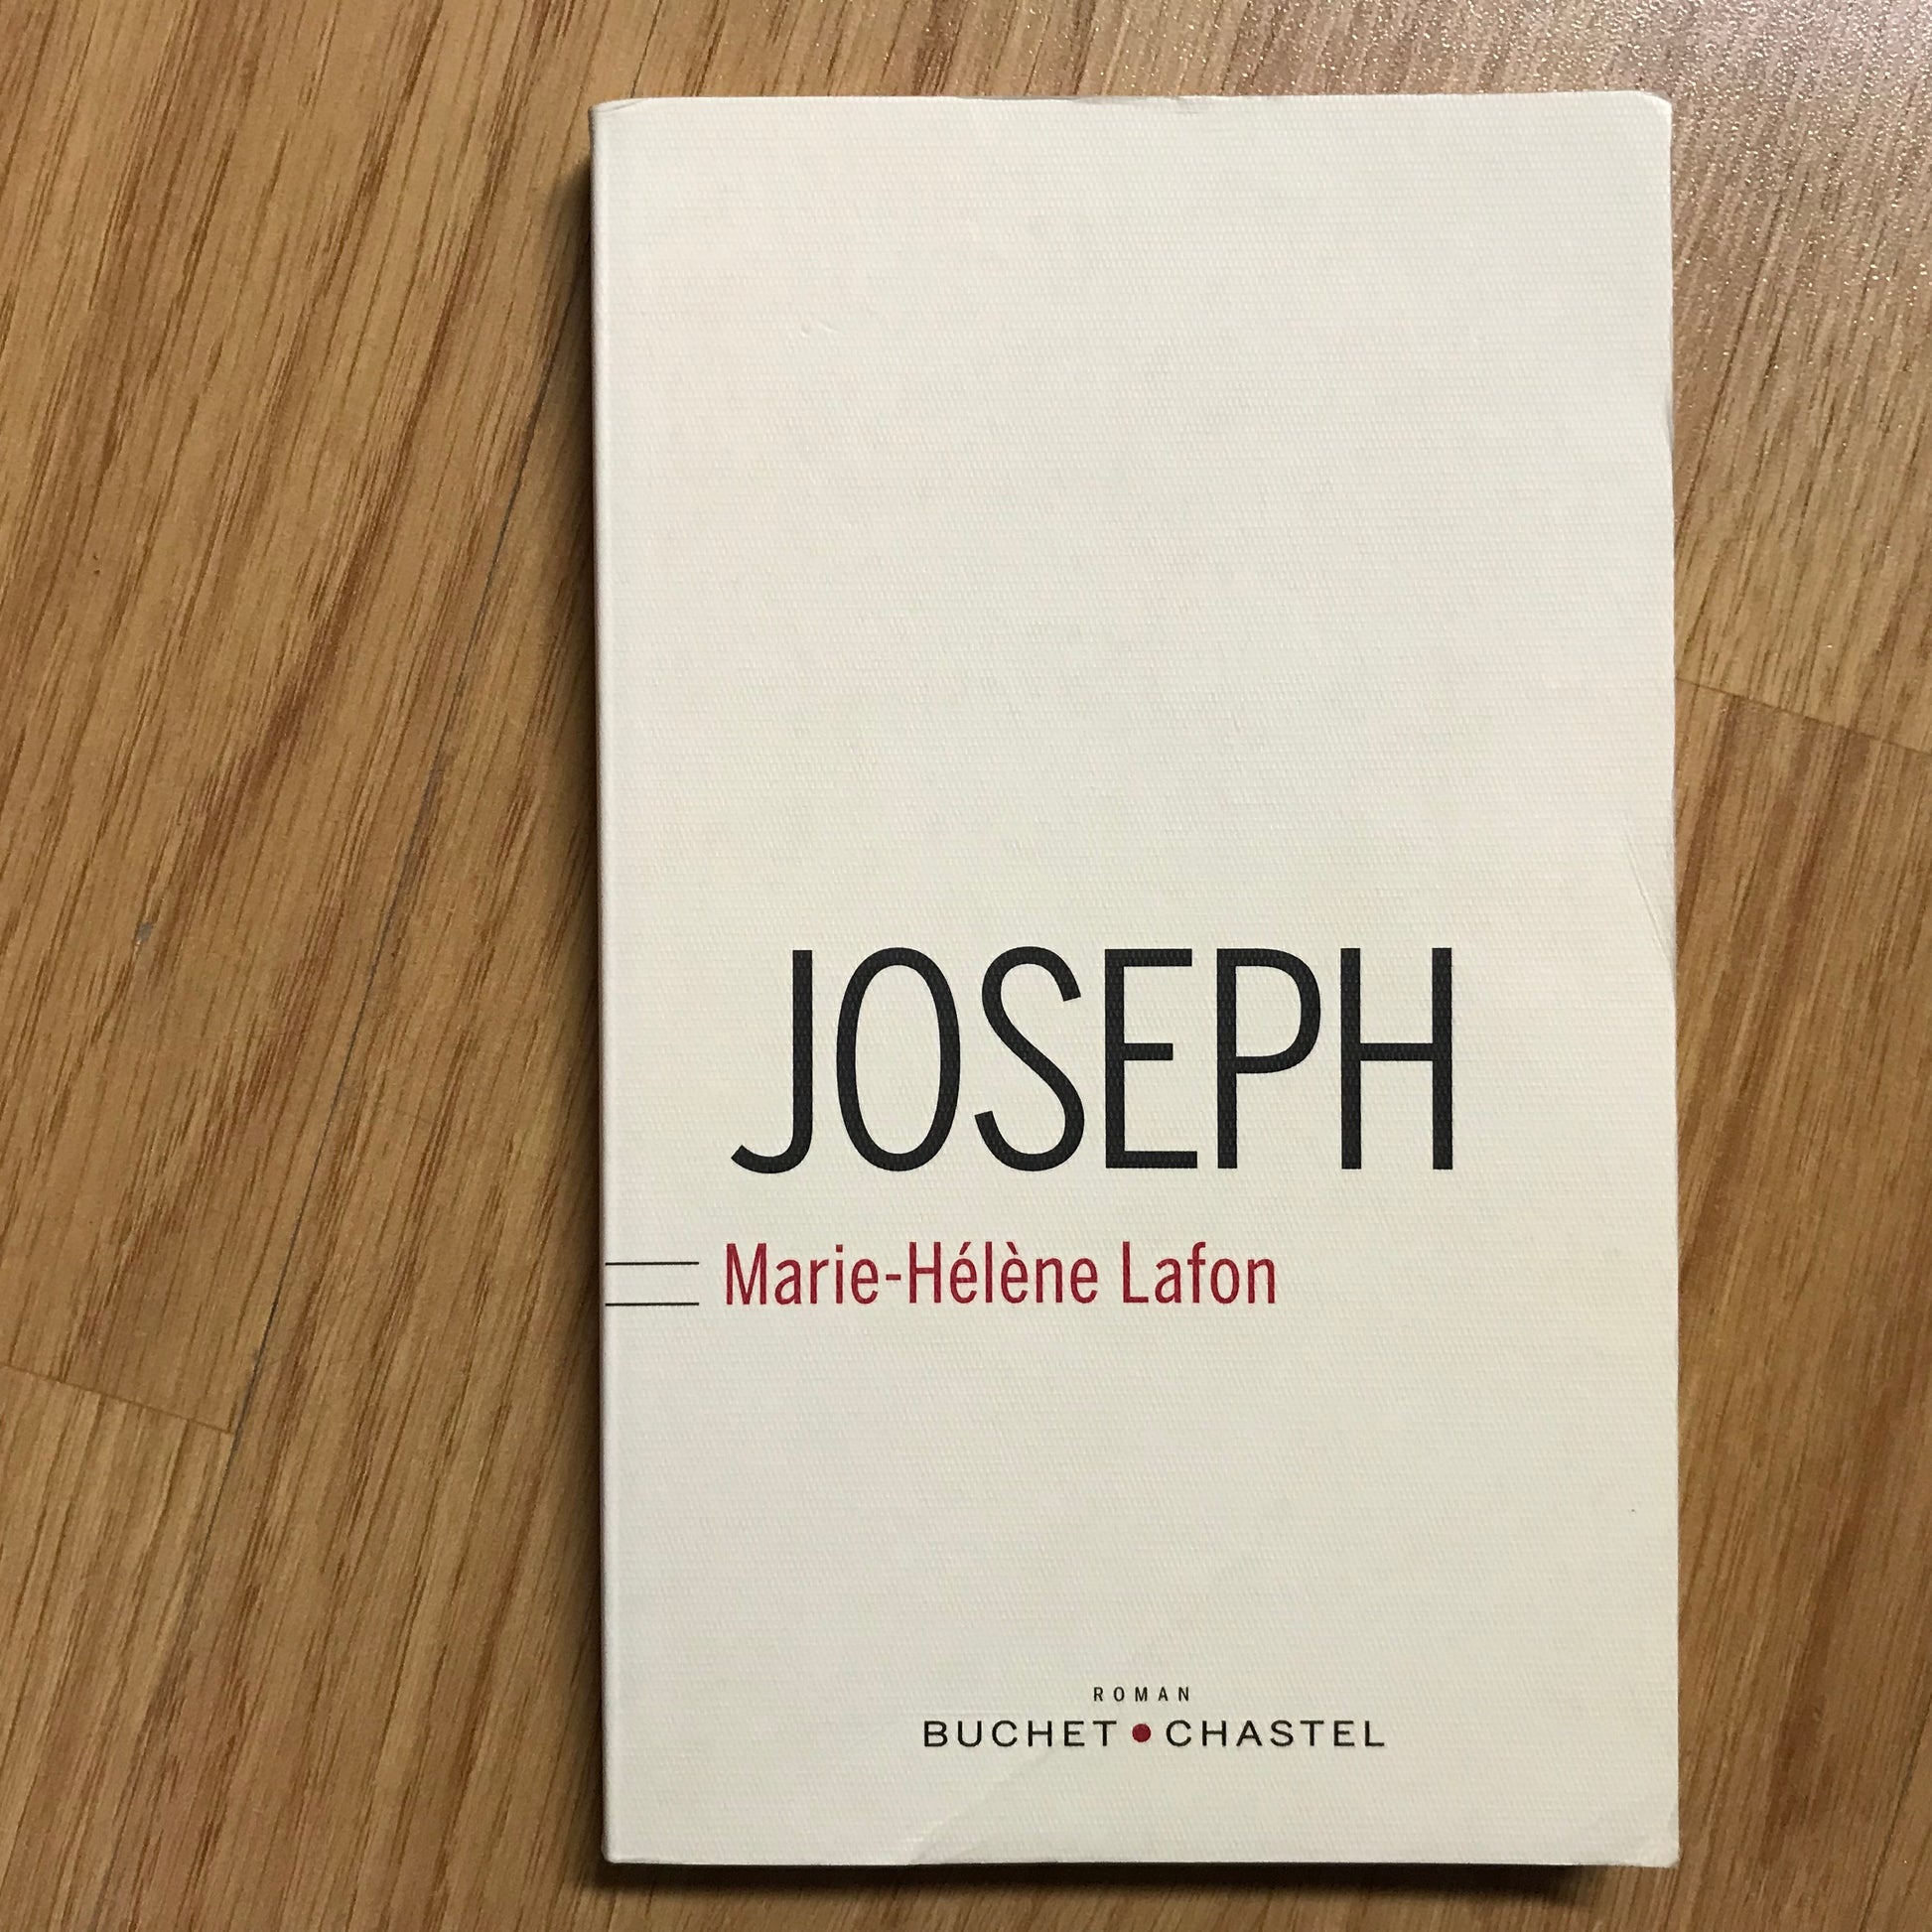 JOSEPH
Marie-Hélène Lafon
ROMAN
BUCHET • CHASTEL